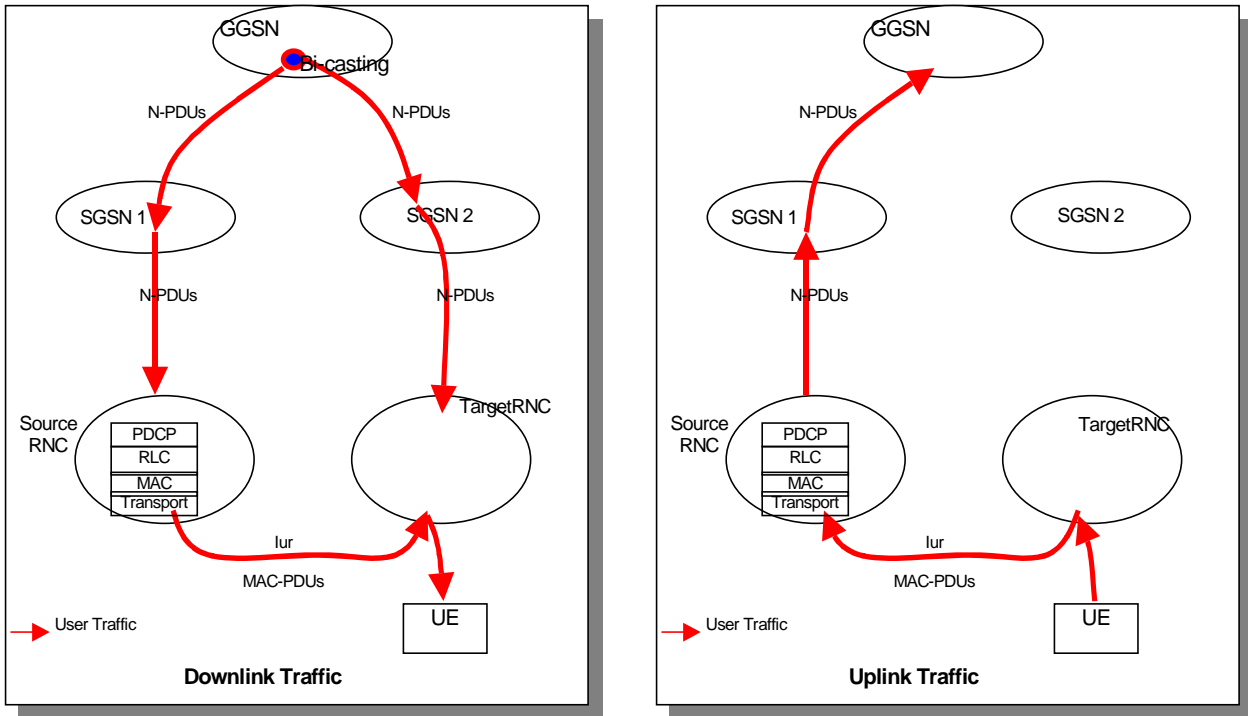 GGSN
Bi-casting
N-PDUs
N-PDUs
SGSN 1
SGSN 2
N-PDUs
N-PDUs
Source
RNC
TargetRNC
PDCP
RLC
MAC
Transport
Iur
MAC-PDUs
UE
User Traffic
Downlink Traffic
GGSN
N-PDUs
SGSN 1
SGSN 2
N-PDUs
Source
RNC
TargetRNC
PDCP
RLC
MAC
Transport
Iur
MAC-PDUs
UE
User Traffic
Uplink Traffic